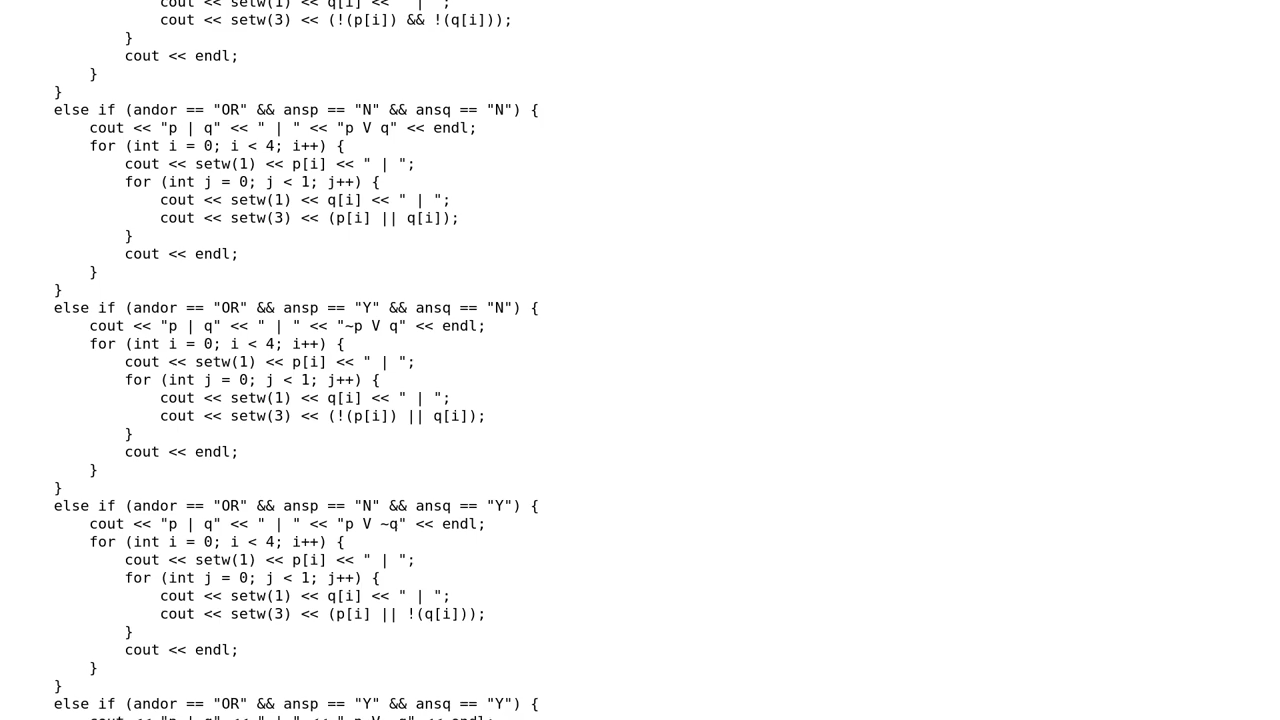 cout << setw(1) << q[i] << " | ";
                cout << setw(3) << (!(p[i]) && !(q[i]));
            }
            cout << endl;
        }
    }
    else if (andor == "OR" && ansp == "N" && ansq == "N") {
        cout << "p | q" << " | " << "p V q" << endl;
        for (int i = 0; i < 4; i++) {
            cout << setw(1) << p[i] << " | ";
            for (int j = 0; j < 1; j++) {
                cout << setw(1) << q[i] << " | ";
                cout << setw(3) << (p[i] || q[i]);
            }
            cout << endl;
        }
    }
    else if (andor == "OR" && ansp == "Y" && ansq == "N") {
        cout << "p | q" << " | " << "~p V q" << endl;
        for (int i = 0; i < 4; i++) {
            cout << setw(1) << p[i] << " | ";
            for (int j = 0; j < 1; j++) {
                cout << setw(1) << q[i] << " | ";
                cout << setw(3) << (!(p[i]) || q[i]);
            }
            cout << endl;
        }
    }
    else if (andor == "OR" && ansp == "N" && ansq == "Y") {
        cout << "p | q" << " | " << "p V ~q" << endl;
        for (int i = 0; i < 4; i++) {
            cout << setw(1) << p[i] << " | ";
            for (int j = 0; j < 1; j++) {
                cout << setw(1) << q[i] << " | ";
                cout << setw(3) << (p[i] || !(q[i]));
            }
            cout << endl;
        }
    }
    else if (andor == "OR" && ansp == "Y" && ansq == "Y") {